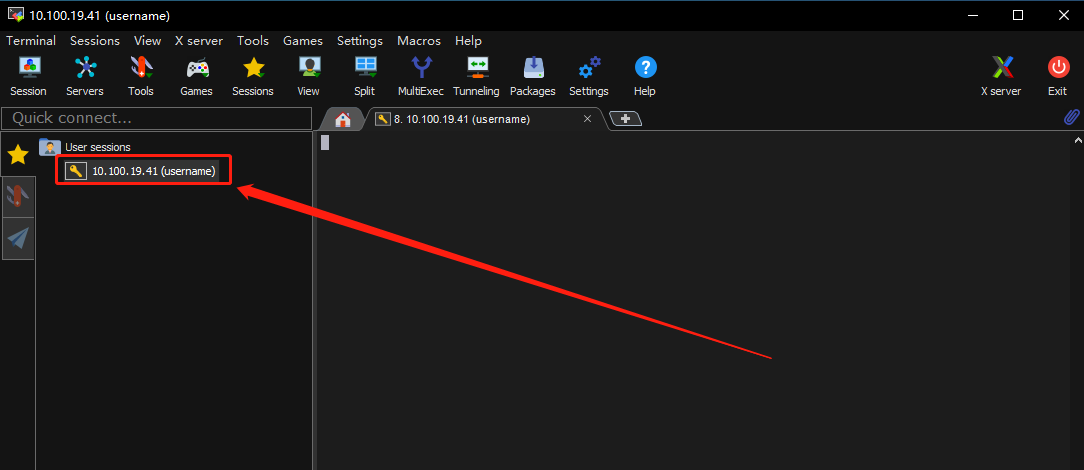 10.100.19.41 (username)
Terminal Sessions View X server Tools Games Settings Macros Help
Session Servers Tools Games Sessions View Split MultiExec Tunneling Packages Settings Help X server Exit
Quick connect...
8. 10.100.19.41 (username)
User sessions
10.100.19.41 (username)